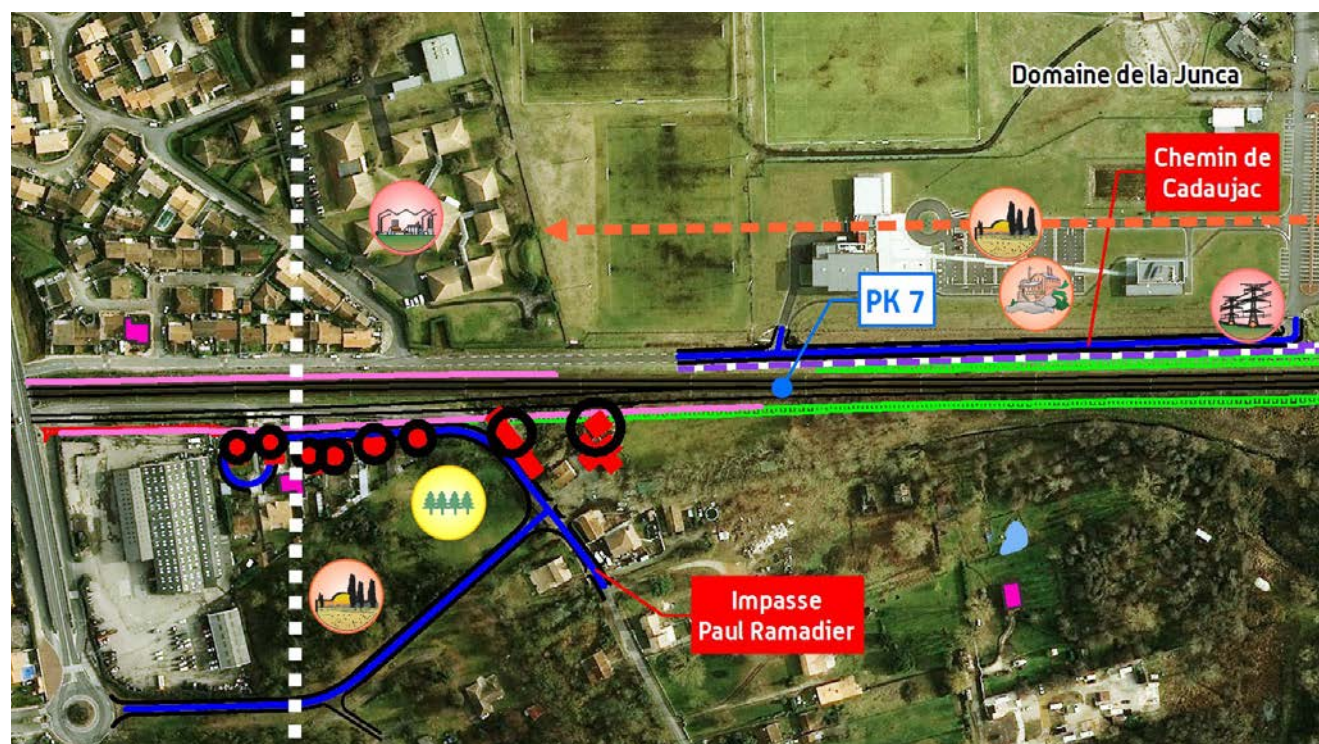 Domaine de la Junca
Chemin de
Cadaujac
PK 7
Impasse
Paul Ramadier